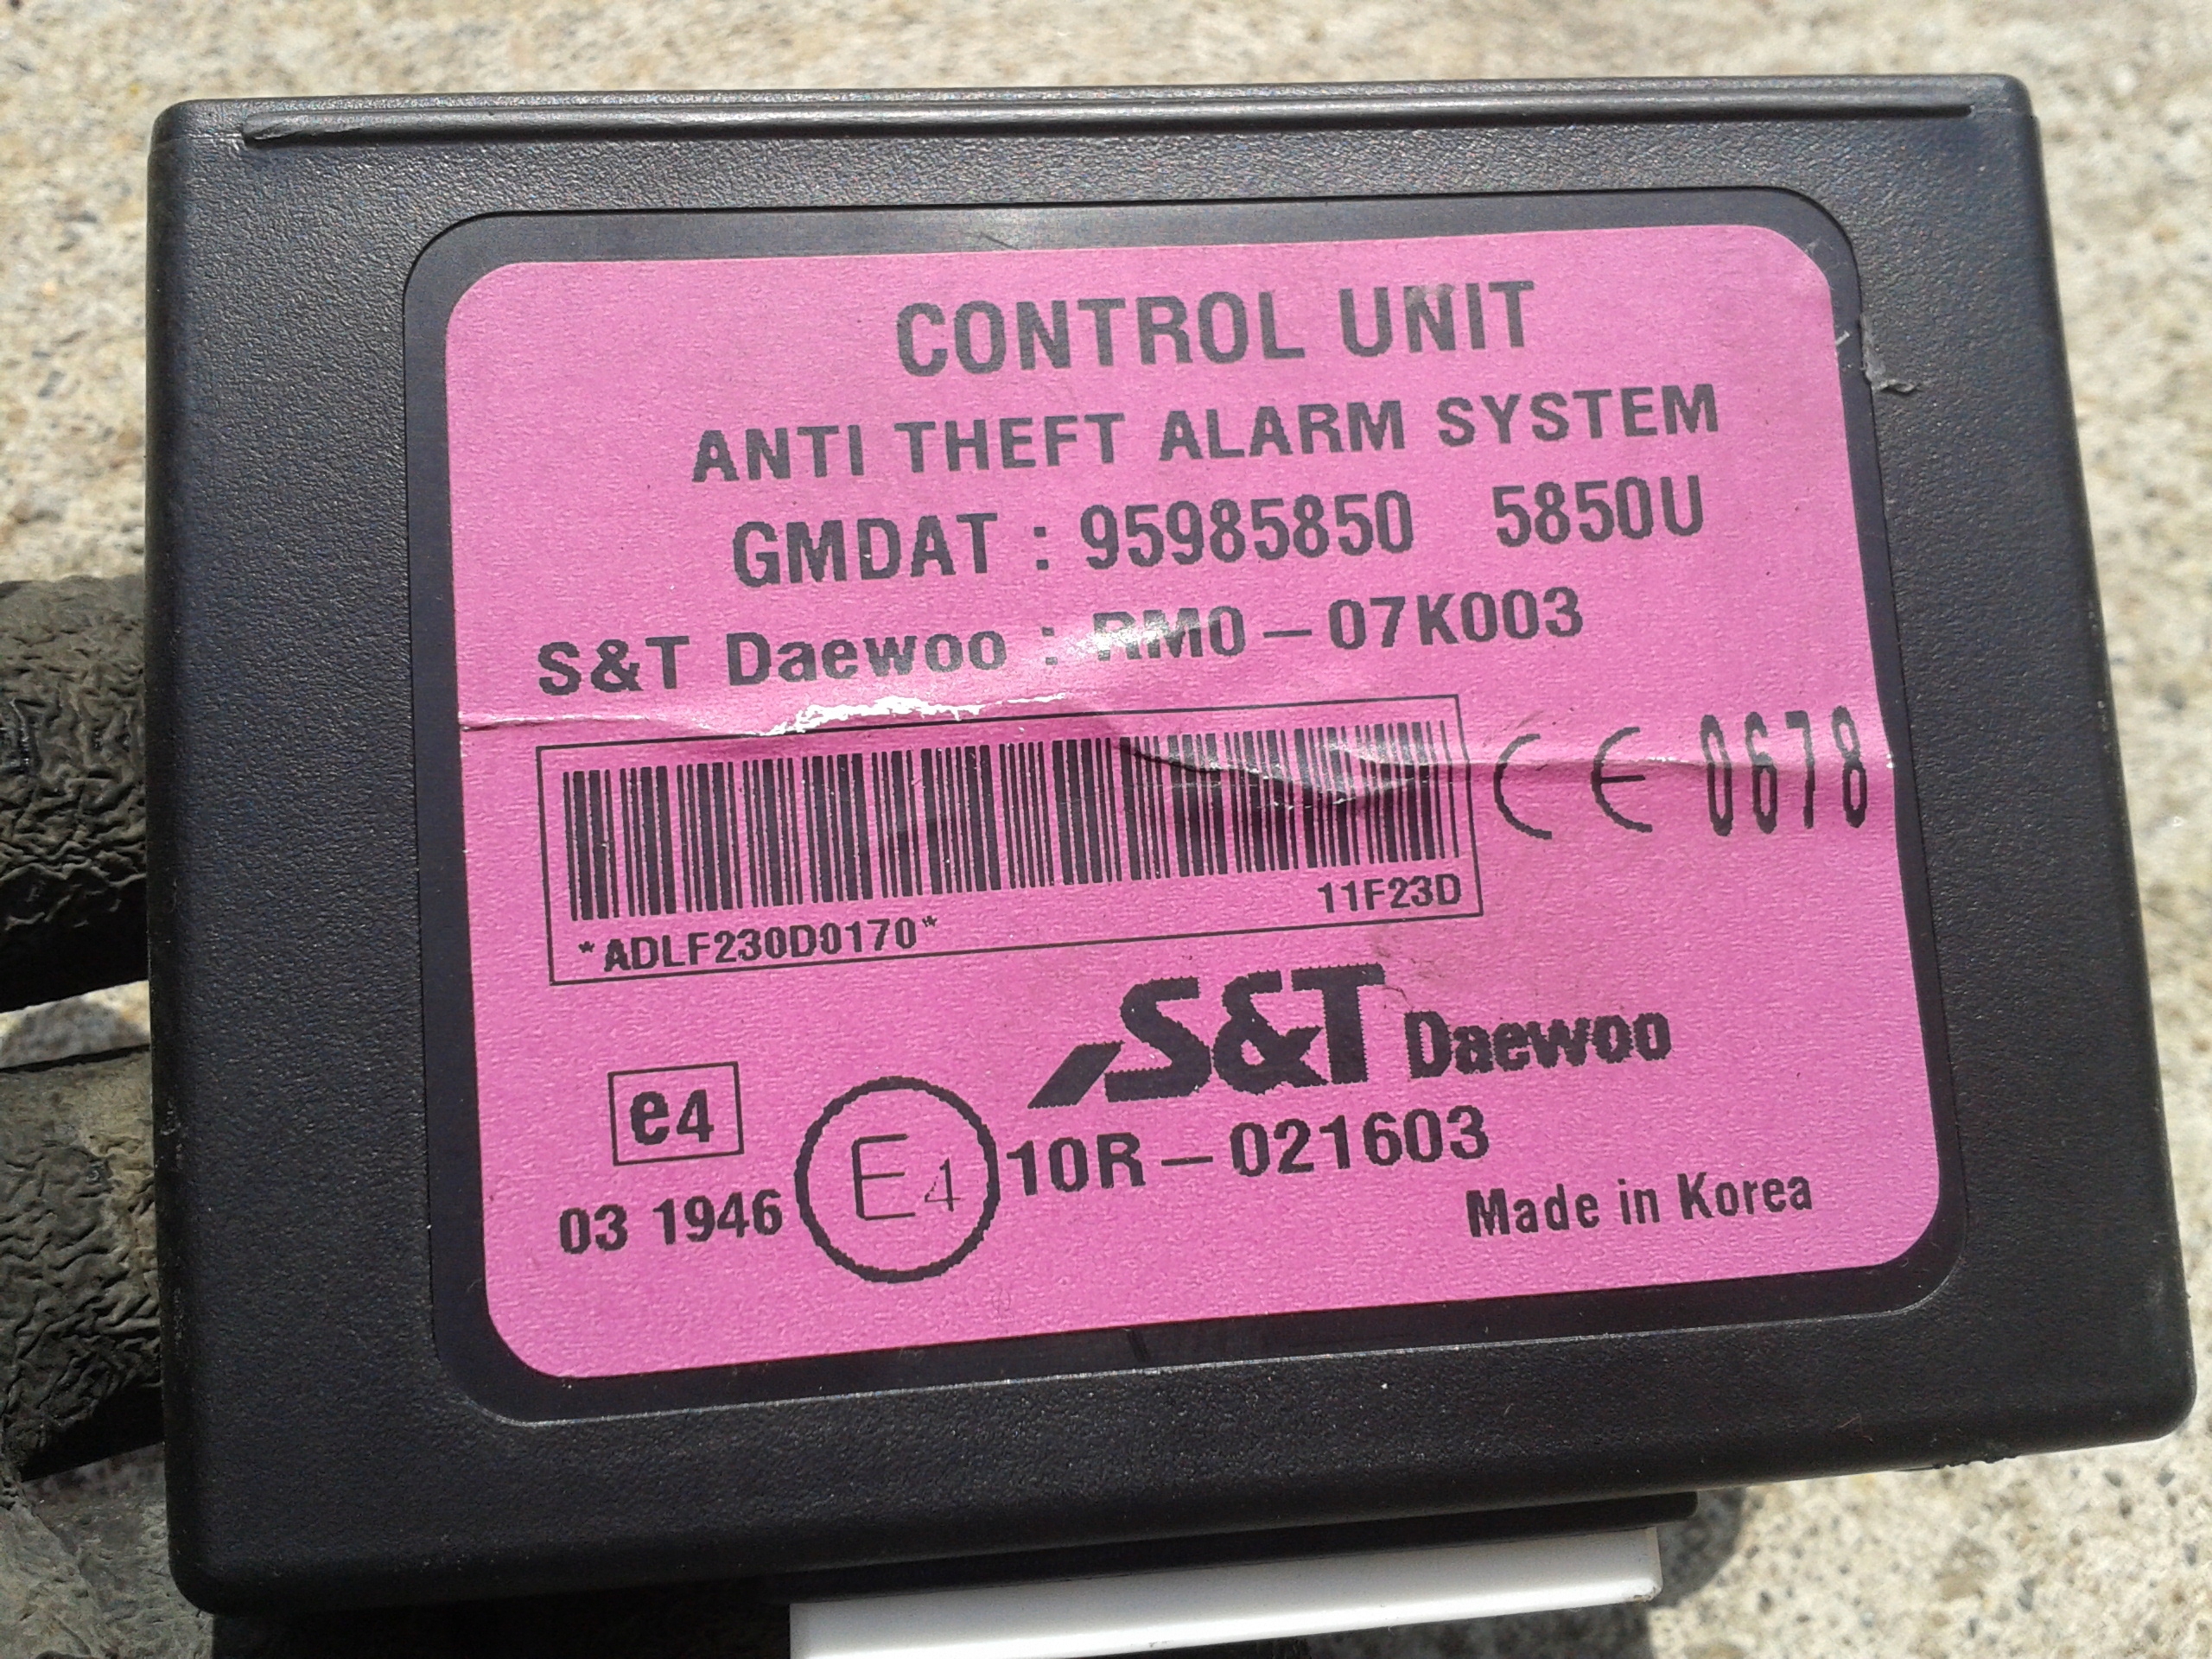 CONTROL UNIT
ANTI THEFT ALARM SYSTEM
GMDAT : 95985850 5850U
S&T Daewoo : RM0-07K003
CE 0678
*ADLF230D0170* 11F23D
S&T Daewoo
e4
E4 10R-021603
03 1946
Made in Korea